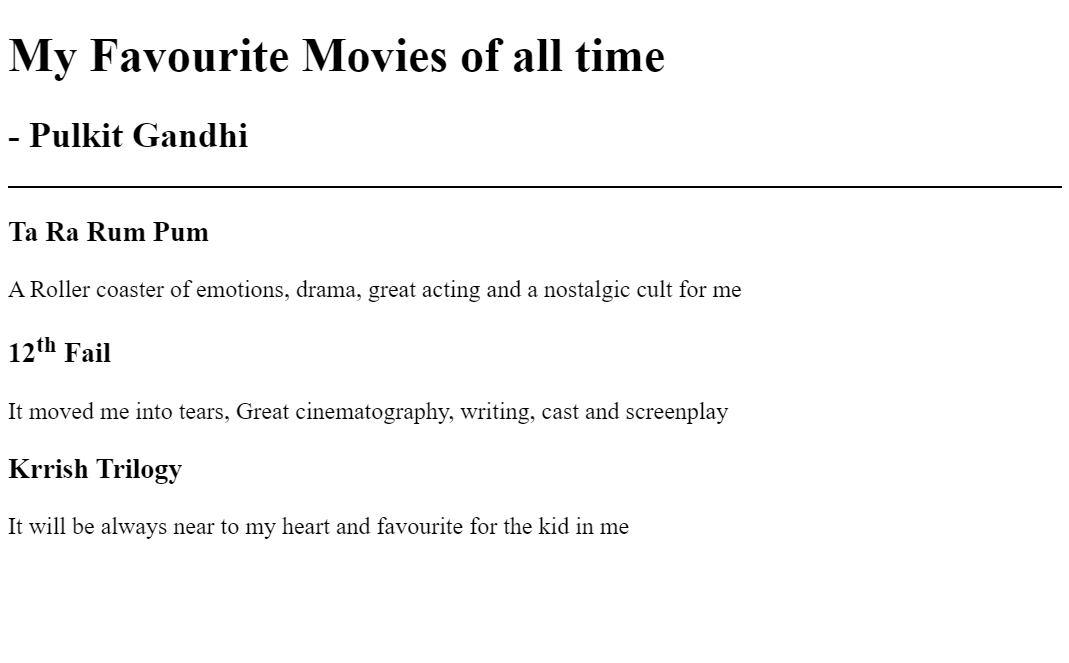 My Favourite Movies of all time
- Pulkit Gandhi
Ta Ra Rum Pum
A Roller coaster of emotions, drama, great acting and a nostalgic cult for me
12th Fail
It moved me into tears, Great cinematography, writing, cast and screenplay
Krrish Trilogy
It will be always near to my heart and favourite for the kid in me